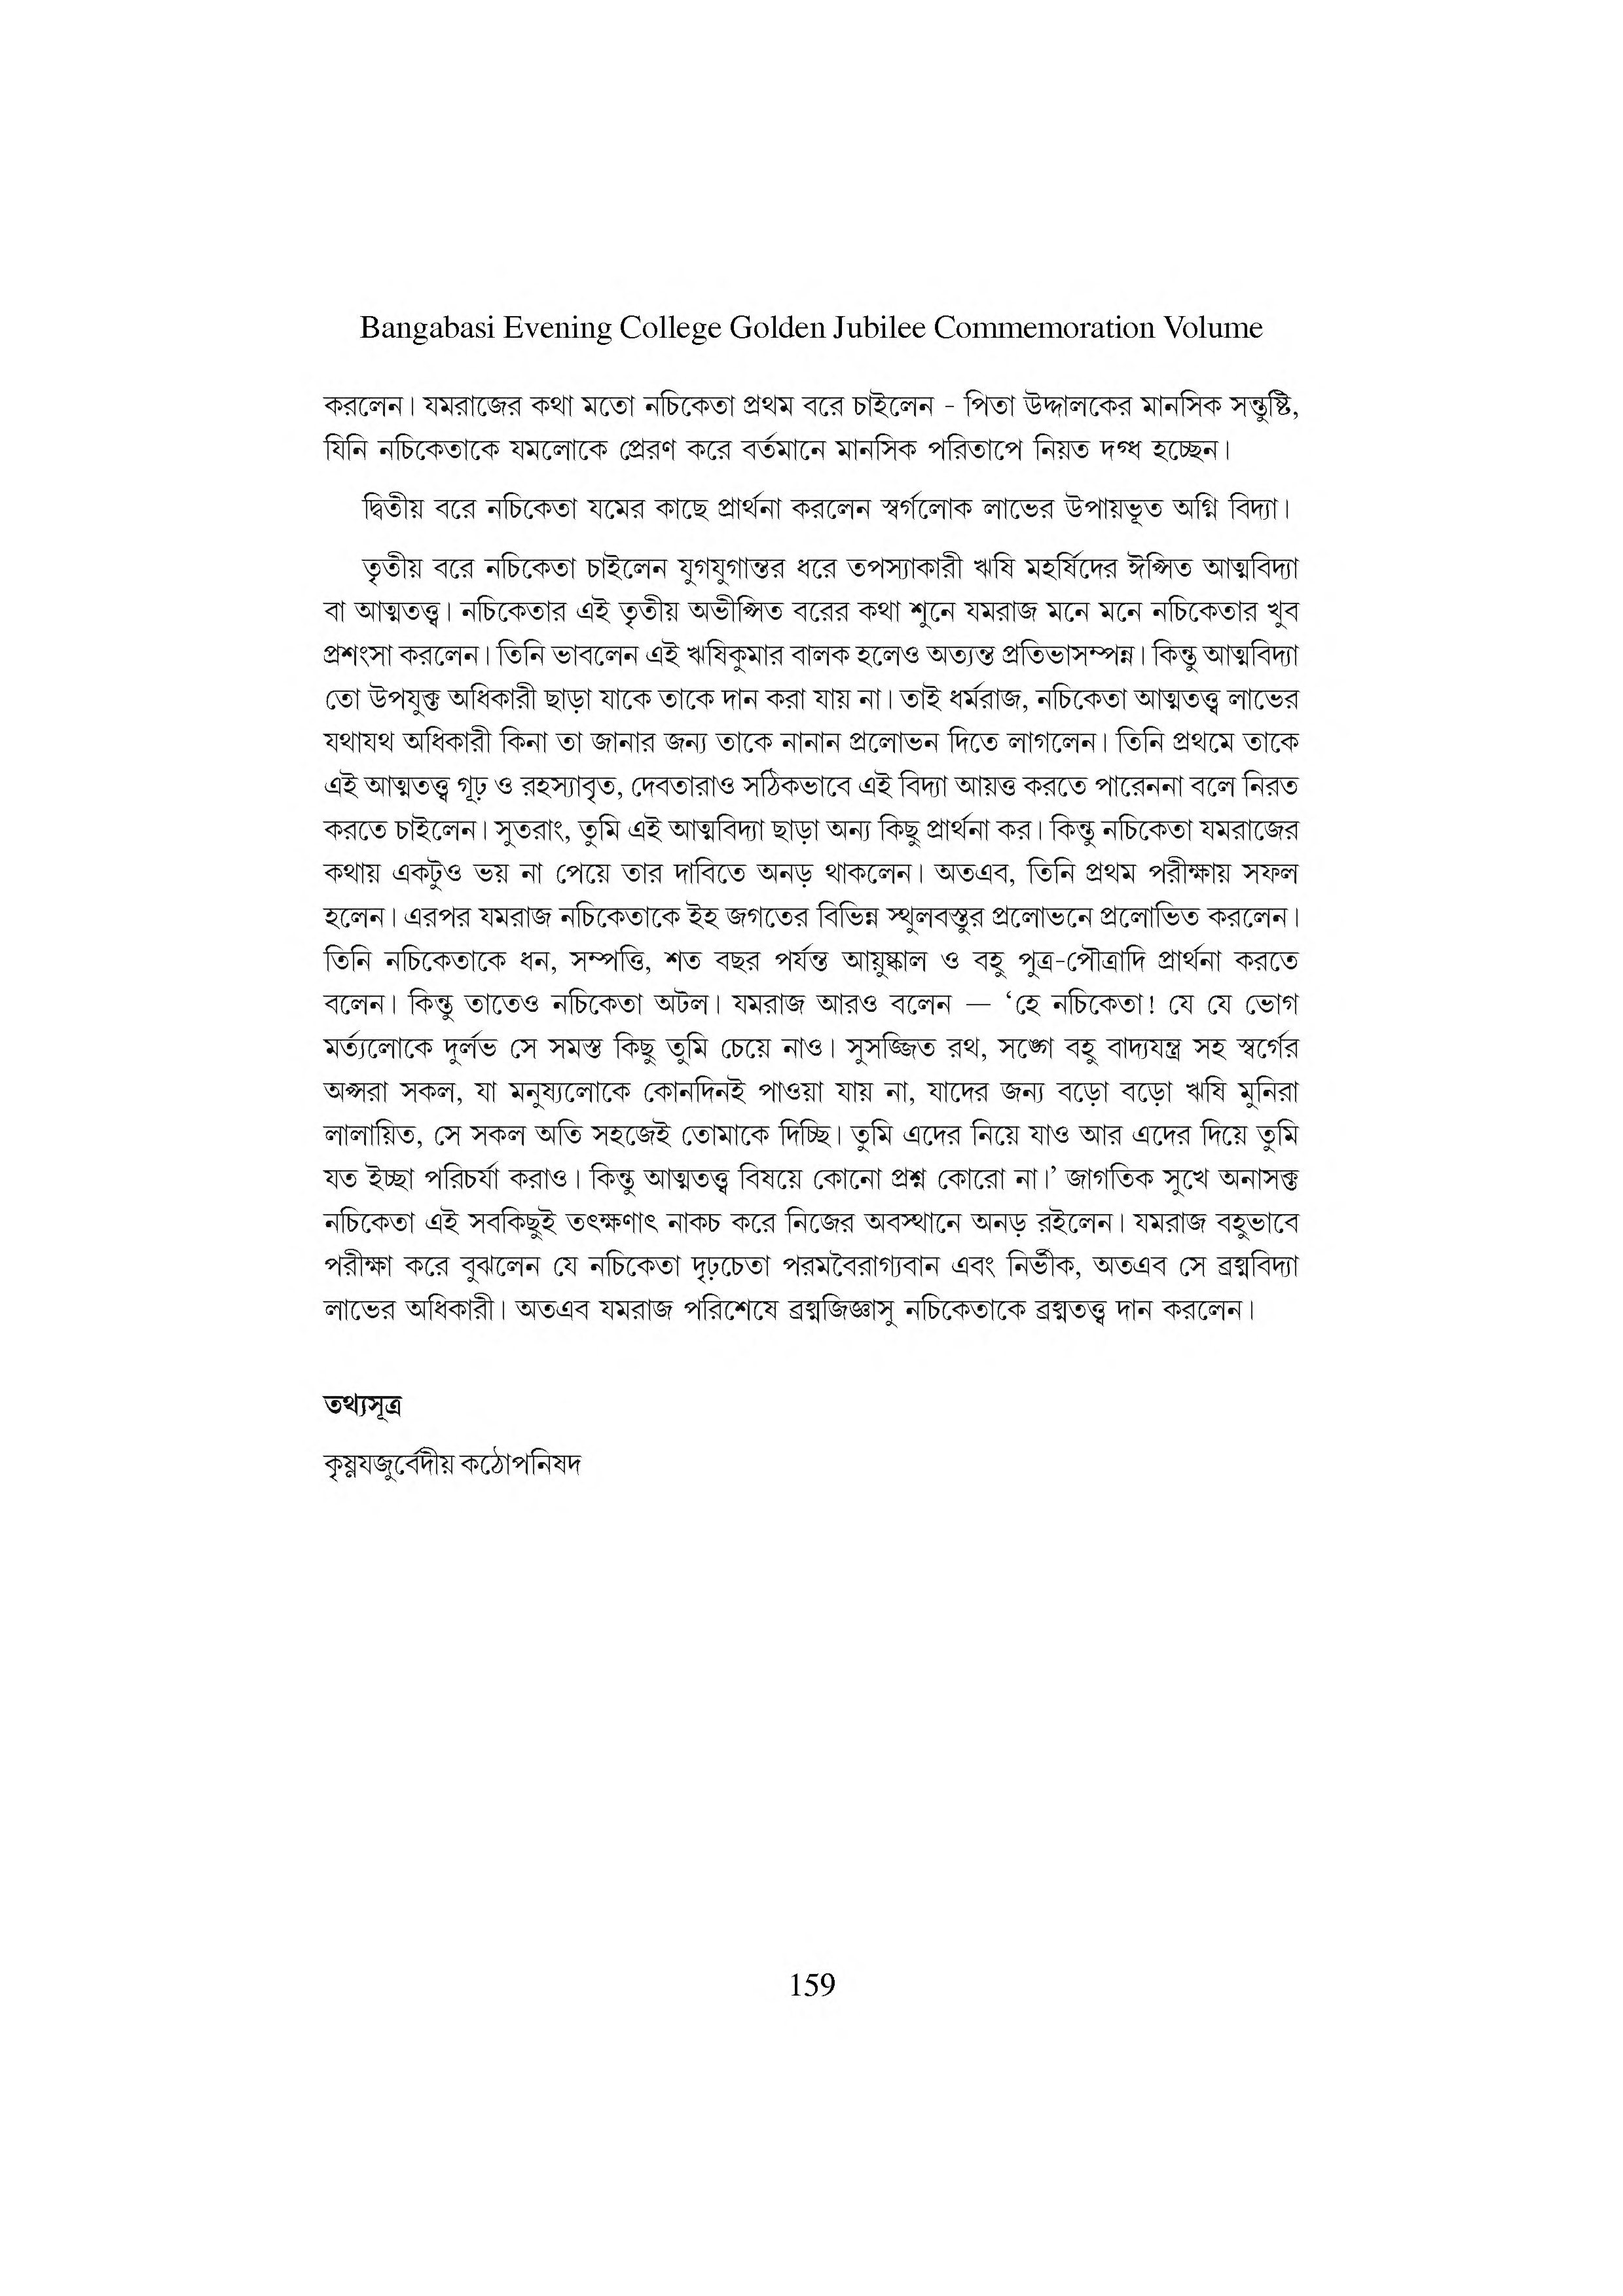 Bangabasi Evening College Golden Jubilee Commemoration Volume
করলেন। যমরাজের কথা মতো নচিকেতা প্রথম বরে চাইলেন - পিতা উদ্দালকের মানসিক সন্তুষ্টি,
যিনি নচিকেতাকে যমলোকে প্রেরণ করে বর্তমানে মানসিক পরিতাপে নিয়ত দগ্ধ হচ্ছেন।
দ্বিতীয় বরে নচিকেতা যমের কাছে প্রার্থনা করলেন স্বর্গলোক লাভের উপায়ভূত অগ্নি বিদ্যা।
তৃতীয় বরে নচিকেতা চাইলেন যুগযুগান্তর ধরে তপস্যাকারী ঋষি মহর্ষিদের ঈপ্সিত আত্মবিদ্যা
বা আত্মতত্ত্ব। নচিকেতার এই তৃতীয় অভীপ্সিত বরের কথা শুনে যমরাজ মনে মনে নচিকেতার খুব
প্রশংসা করলেন। তিনি ভাবলেন এই ঋষিকুমার বালক হলেও অত্যন্ত প্রতিভাসম্পন্ন। কিন্তু আত্মবিদ্যা
তো উপযুক্ত অধিকারী ছাড়া যাকে তাকে দান করা যায় না। তাই ধর্মরাজ, নচিকেতা আত্মতত্ত্ব লাভের
যথাযথ অধিকারী কিনা তা জানার জন্য তাকে নানান প্রলোভন দিতে লাগলেন। তিনি প্রথমে তাকে
এই আত্মতত্ত্ব গূঢ় ও রহস্যাবৃত, দেবতারাও সঠিকভাবে এই বিদ্যা আয়ত্ত করতে পারেননা বলে নিরত
করতে চাইলেন। সুতরাং, তুমি এই আত্মবিদ্যা ছাড়া অন্য কিছু প্রার্থনা কর। কিন্তু নচিকেতা যমরাজের
কথায় একটুও ভয় না পেয়ে তার দাবিতে অনড় থাকলেন। অতএব, তিনি প্রথম পরীক্ষায় সফল
হলেন। এরপর যমরাজ নচিকেতাকে ইহ জগতের বিভিন্ন স্থুলবস্তুর প্রলোভনে প্রলোভিত করলেন।
তিনি নচিকেতাকে ধন, সম্পত্তি, শত বছর পর্যন্ত আয়ুষ্কাল ও বহু পুত্র-পৌত্রাদি প্রার্থনা করতে
বলেন। কিন্তু তাতেও নচিকেতা অটল। যমরাজ আরও বলেন — ‘হে নচিকেতা! যে যে ভোগ
মর্ত্যলোকে দুর্লভ সে সমস্ত কিছু তুমি চেয়ে নাও। সুসজ্জিত রথ, সঙ্গে বহু বাদ্যযন্ত্র সহ স্বর্গের
অপ্সরা সকল, যা মনুষ্যলোকে কোনদিনই পাওয়া যায় না, যাদের জন্য বড়ো বড়ো ঋষি মুনিরা
লালায়িত, সে সকল অতি সহজেই তোমাকে দিচ্ছি। তুমি এদের নিয়ে যাও আর এদের দিয়ে তুমি
যত ইচ্ছা পরিচর্যা করাও। কিন্তু আত্মতত্ত্ব বিষয়ে কোনো প্রশ্ন কোরো না।’ জাগতিক সুখে অনাসক্ত
নচিকেতা এই সবকিছুই তৎক্ষণাৎ নাকচ করে নিজের অবস্থানে অনড় রইলেন। যমরাজ বহুভাবে
পরীক্ষা করে বুঝলেন যে নচিকেতা দৃঢ়চেতা পরমবৈরাগ্যবান এবং নির্ভীক, অতএব সে ব্রহ্মবিদ্যা
লাভের অধিকারী। অতএব যমরাজ পরিশেষে ব্রহ্মজিজ্ঞাসু নচিকেতাকে ব্রহ্মতত্ত্ব দান করলেন।
তথ্যসূত্র
কৃষ্ণযজুর্বেদীয় কঠোপনিষদ
159